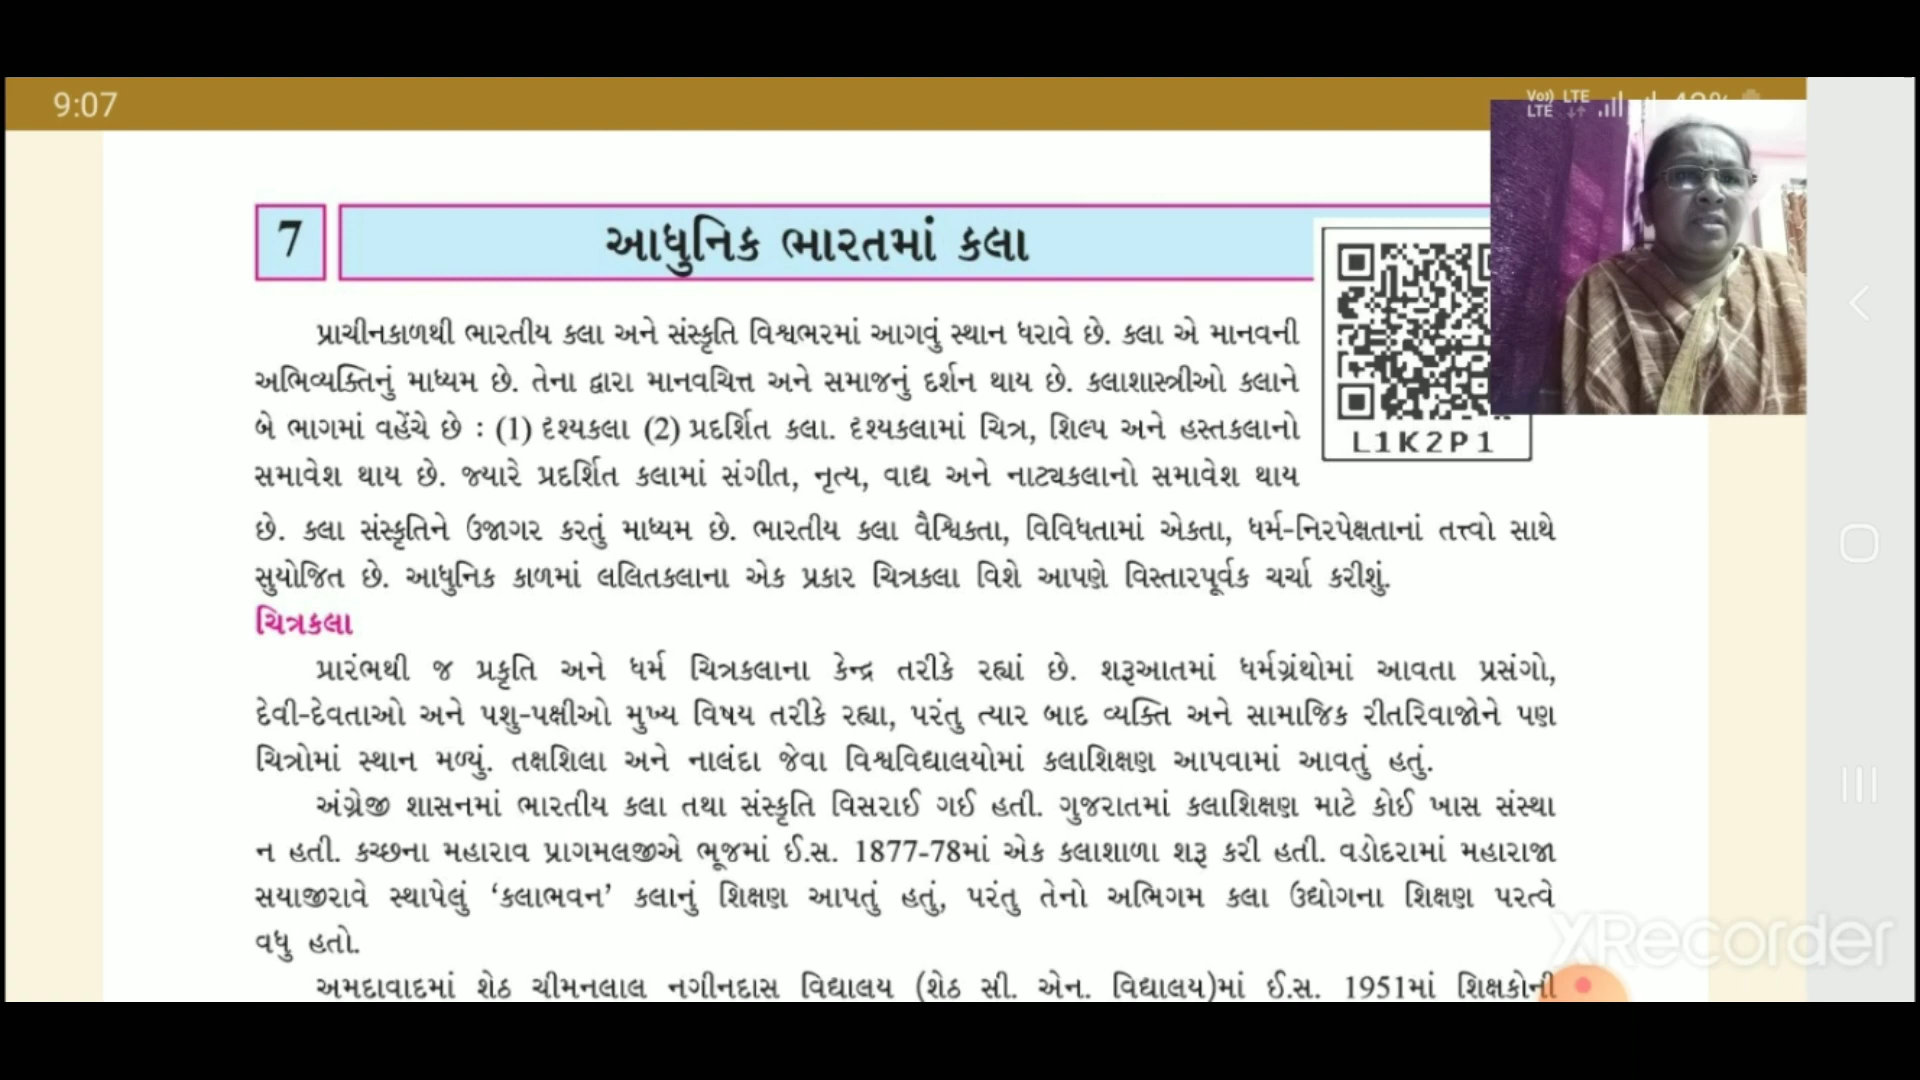 9:07
Vo)) LTE
LTE
7
આધુનિક ભારતમાં કલા
પ્રાચીનકાળથી ભારતીય કલા અને સંસ્કૃતિ વિશ્વભરમાં આગવું સ્થાન ધરાવે છે. કલા એ માનવની
અભિવ્યક્તિનું માધ્યમ છે. તેના દ્વારા માનવચિત્ત અને સમાજનું દર્શન થાય છે. કલાશાસ્ત્રીઓ કલાને
બે ભાગમાં વહેંચે છે : (1) દૃશ્યકલા (2) પ્રદર્શિત કલા. દૃશ્યકલામાં ચિત્ર, શિલ્પ અને હસ્તકલાનો
સમાવેશ થાય છે. જ્યારે પ્રદર્શિત કલામાં સંગીત, નૃત્ય, વાદ્ય અને નાટ્યકલાનો સમાવેશ થાય
L1K2P1
છે. કલા સંસ્કૃતિને ઉજાગર કરતું માધ્યમ છે. ભારતીય કલા વૈશ્વિકતા, વિવિધતામાં એકતા, ધર્મ-નિરપેક્ષતાનાં તત્ત્વો સાથે
સુયોજિત છે. આધુનિક કાળમાં લલિતકલાના એક પ્રકાર ચિત્રકલા વિશે આપણે વિસ્તારપૂર્વક ચર્ચા કરીશું.
ચિત્રકલા
પ્રારંભથી જ પ્રકૃતિ અને ધર્મ ચિત્રકલાના કેન્દ્ર તરીકે રહ્યાં છે. શરૂઆતમાં ધર્મગ્રંથોમાં આવતા પ્રસંગો,
દેવી-દેવતાઓ અને પશુ-પક્ષીઓ મુખ્ય વિષય તરીકે રહ્યા, પરંતુ ત્યાર બાદ વ્યક્તિ અને સામાજિક રીતરિવાજોને પણ
ચિત્રોમાં સ્થાન મળ્યું. તક્ષશિલા અને નાલંદા જેવા વિશ્વવિદ્યાલયોમાં કલાશિક્ષણ આપવામાં આવતું હતું.
અંગ્રેજી શાસનમાં ભારતીય કલા તથા સંસ્કૃતિ વિસરાઈ ગઈ હતી. ગુજરાતમાં કલાશિક્ષણ માટે કોઈ ખાસ સંસ્થા
ન હતી. કચ્છના મહારાવ પ્રાગમલજીએ ભૂજમાં ઈ.સ. 1877-78માં એક કલાશાળા શરૂ કરી હતી. વડોદરામાં મહારાજા
સયાજીરાવે સ્થાપેલું ‘કલાભવન’ કલાનું શિક્ષણ આપતું હતું, પરંતુ તેનો અભિગમ કલા ઉદ્યોગના શિક્ષણ પરત્વે
વધુ હતો.
XRecorder
અમદાવાદમાં શેઠ ચીમનલાલ નગીનદાસ વિદ્યાલય (શેઠ સી. એન. વિદ્યાલય)માં ઈ.સ. 1951માં શિક્ષકોની